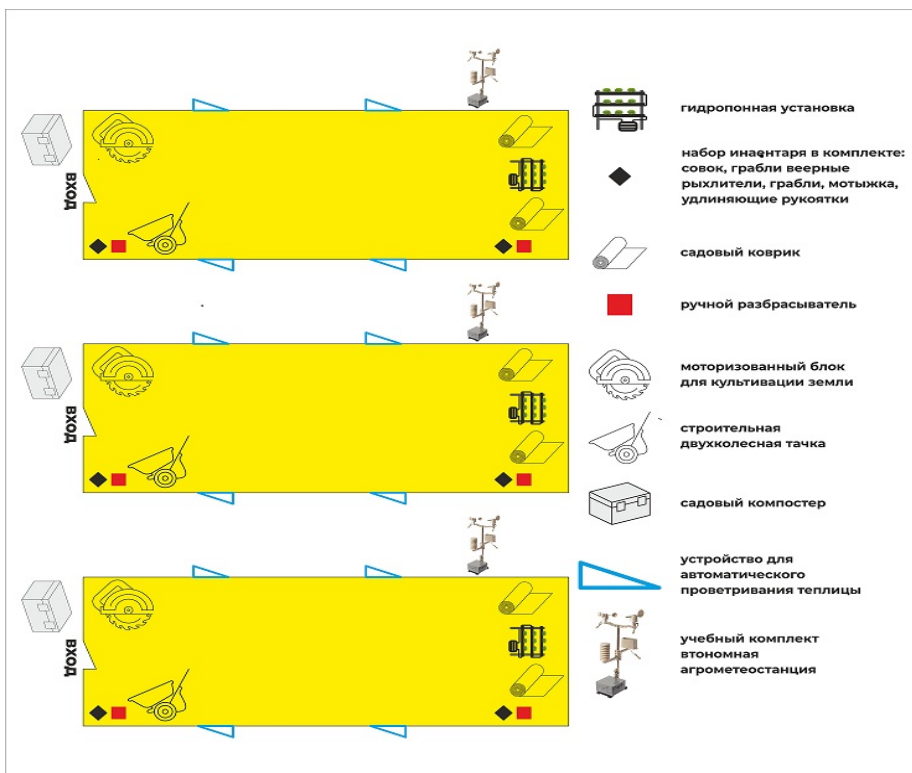 ВХОД
ВХОД
ВХОД
гидропонная установка
набор инаентаря в комплекте:
совок, грабли веерные
рыхлители, грабли, мотыжка,
удлиняющие рукоятки
садовый коврик
ручной разбрасыватель
моторизованный блок
для культивации земли
строительная
двухколесная тачка
садовый компостер
устройство для
автоматического
проветривания теплицы
учебный комплект
втономная
агрометеостанция